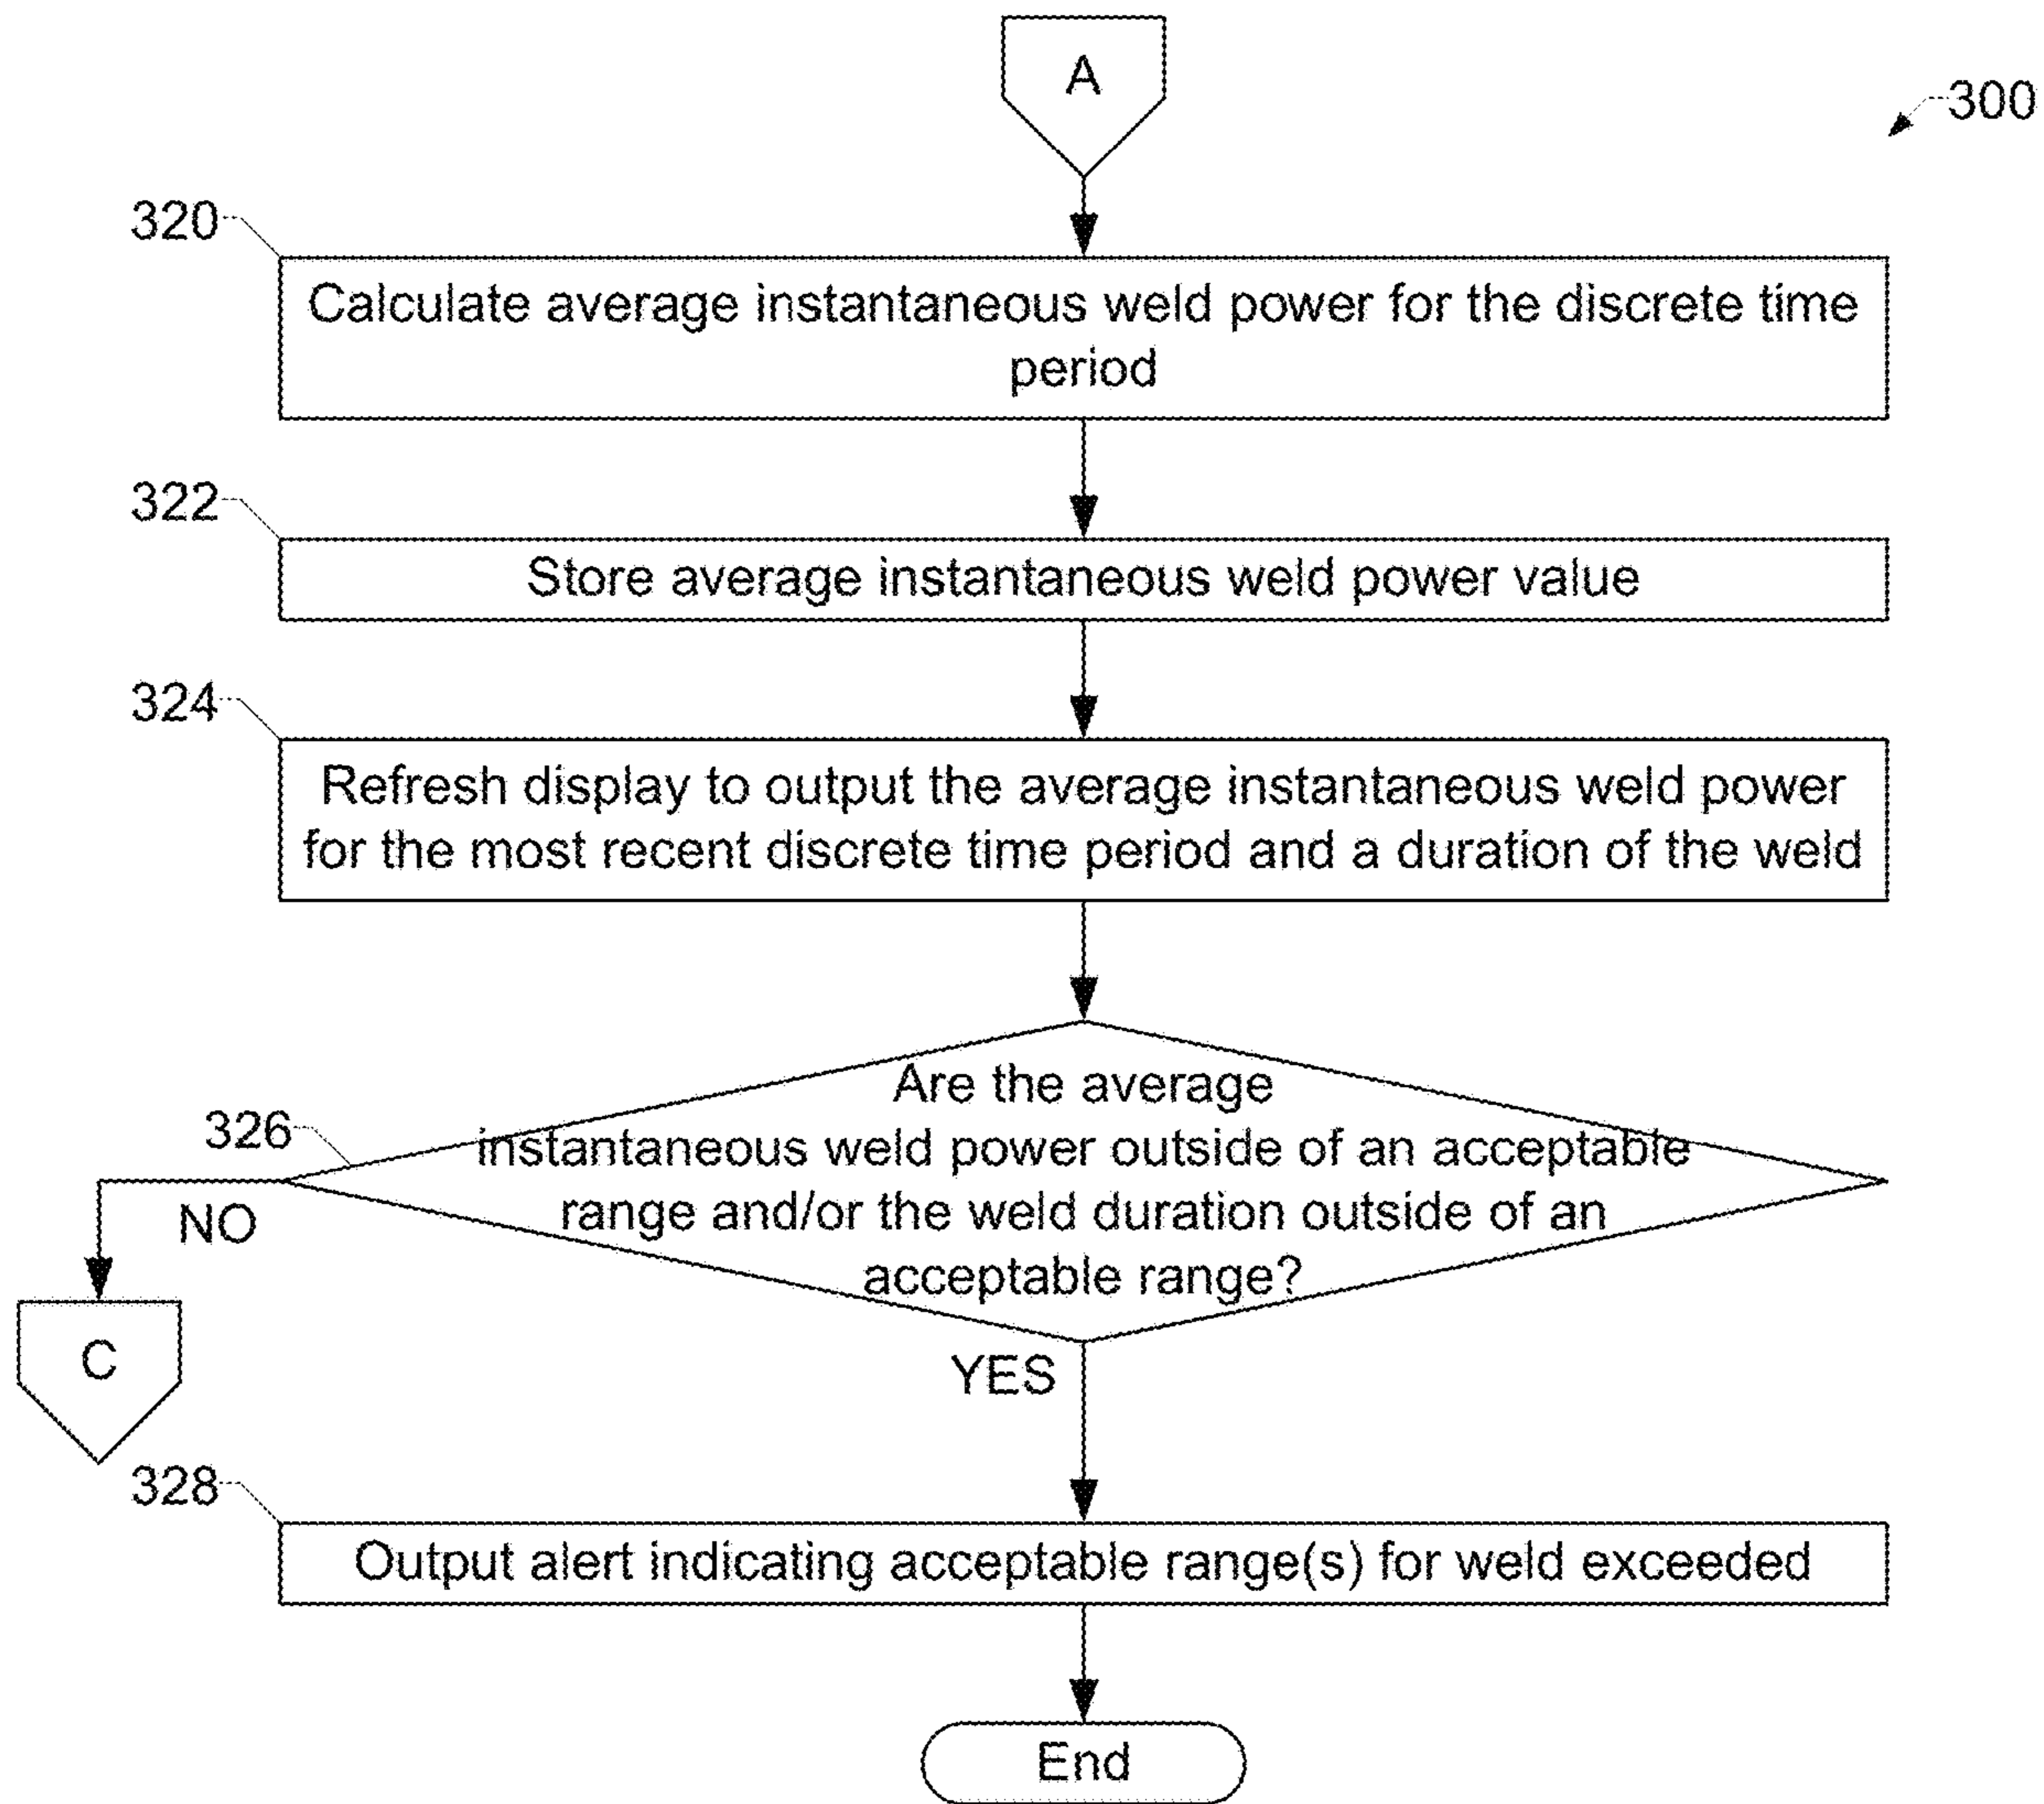 A
300
320
Calculate average instantaneous weld power for the discrete time
period
322
Store average instantaneous weld power value
324
Refresh display to output the average instantaneous weld power
for the most recent discrete time period and a duration of the weld
326
Are the average
instantaneous weld power outside of an acceptable
range and/or the weld duration outside of an
acceptable range?
NO
C
YES
328
Output alert indicating acceptable range(s) for weld exceeded
End